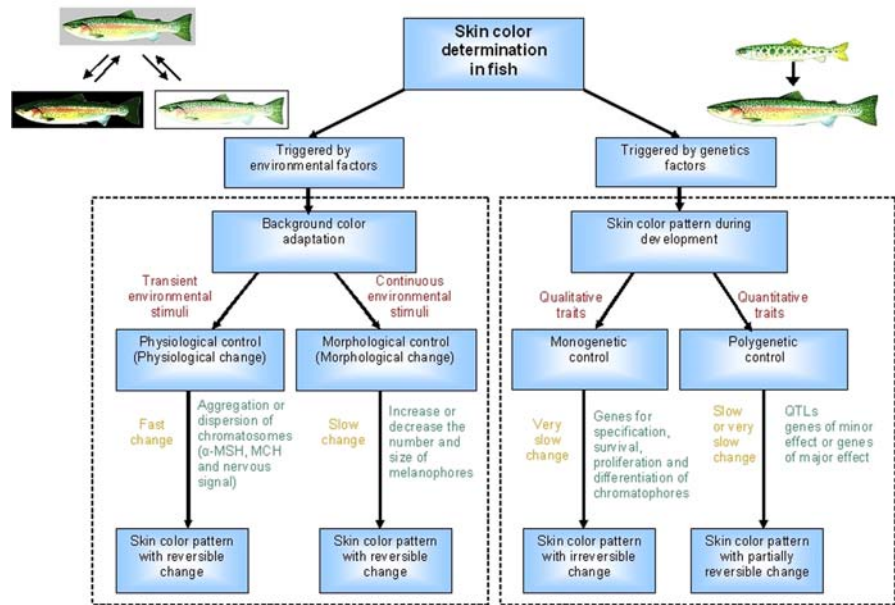 Skin color
determination
in fish
Triggered by
environmental factors
Triggered by genetics
factors
Background color
adaptation
Skin color pattern during
development
Transient
environmental
stimuli
Continuous
environmental
stimuli
Qualitative
traits
Quantitative
traits
Physiological control
(Physiological change)
Morphological control
(Morphological change)
Monogenetic
control
Polygenetic
control
Fast
change
Aggregation or
dispersion of
chromatosomes
(α-MSH, MCH
and nervous
signal)
Slow
change
Increase or
decrease the
number and
size of
melanophores
Very
slow
change
Genes for
specification,
survival,
proliferation and
differentiation of
chromatophores
Slow
or very
slow
change
QTLs
genes of minor
effect or genes
of major effect
Skin color pattern
with reversible
change
Skin color pattern
with reversible
change
Skin color pattern
with irreversible
change
Skin color pattern
with partially
reversible change